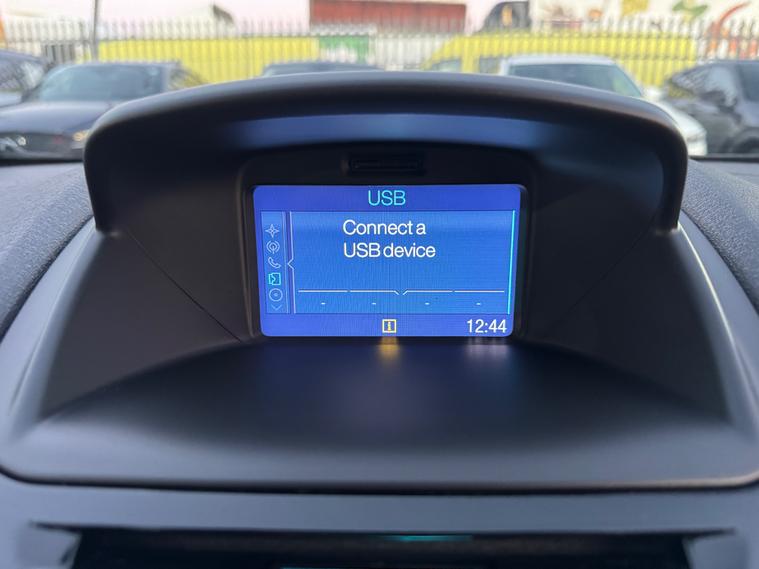 USB
Connect a
USB device
- - - -
i 12:44